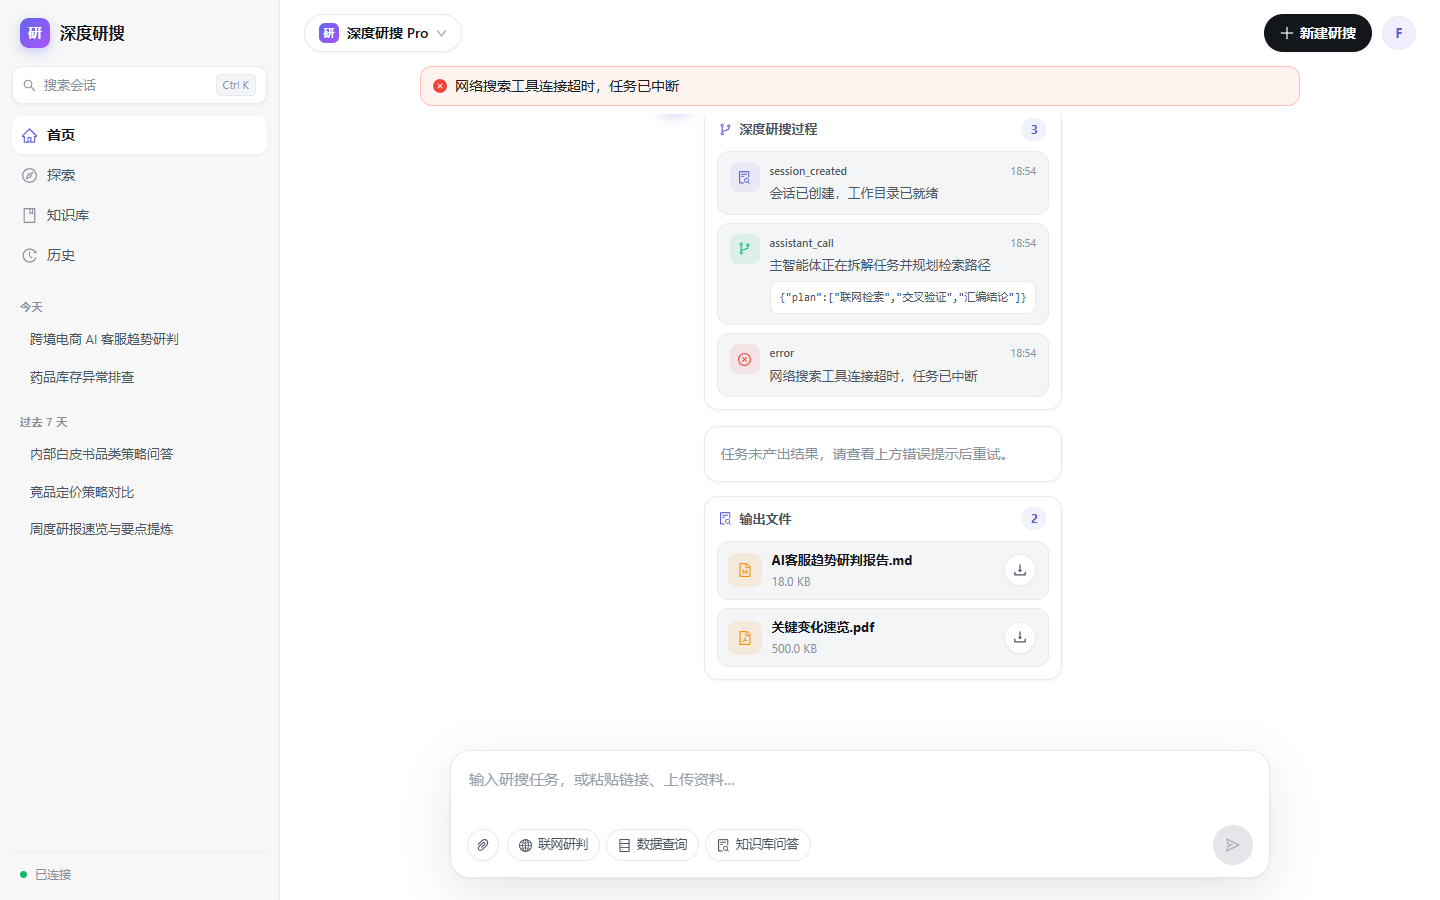 研 深度研搜
搜索会话 Ctrl K
首页
探索
知识库
历史
今天
跨境电商 AI 客服趋势研判
药品库存异常排查
过去 7 天
内部白皮书品类策略问答
竞品定价策略对比
周度研报速览与要点提炼
已连接
研 深度研搜 Pro
新建研搜
F
网络搜索工具连接超时，任务已中断
深度研搜过程 3
session_created 18:54
会话已创建，工作目录已就绪
assistant_call 18:54
主智能体正在拆解任务并规划检索路径
{"plan":["联网检索","交叉验证","汇编结论"]}
error 18:54
网络搜索工具连接超时，任务已中断
任务未产出结果，请查看上方错误提示后重试。
输出文件 2
AI客服趋势研判报告.md
18.0 KB
关键变化速览.pdf
500.0 KB
输入研搜任务，或粘贴链接、上传资料...
联网研判 数据查询 知识库问答